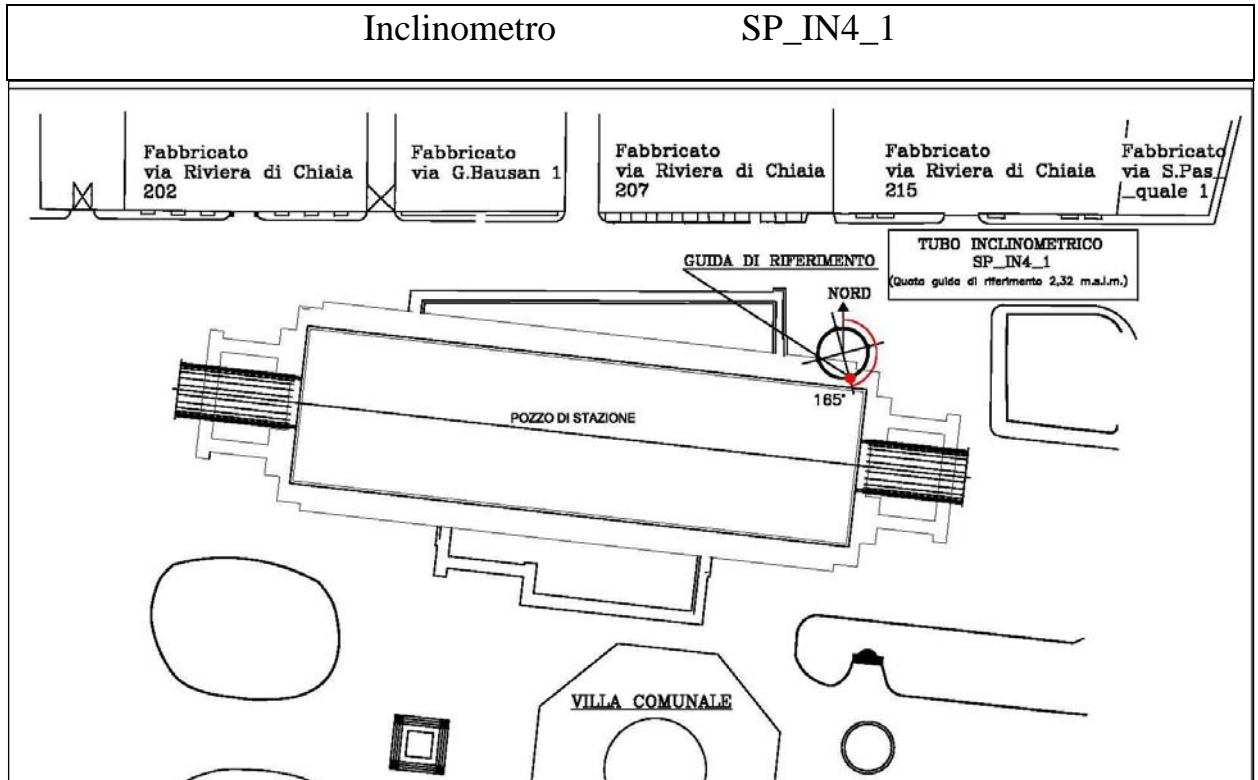 Inclinometro SP_IN4_1
Fabbricato
via Riviera di Chiaia
202
Fabbricato
via G.Bausan 1
Fabbricato
via Riviera di Chiaia
207
Fabbricato
via Riviera di Chiaia
215
Fabbricato
via S.Pas
_quale 1
TUBO INCLINOMETRICO
SP_IN4_1
(Quota guida di riferimento 2,32 m.s.l.m.)
GUIDA DI RIFERIMENTO
NORD
165°
POZZO DI STAZIONE
VILLA COMUNALE